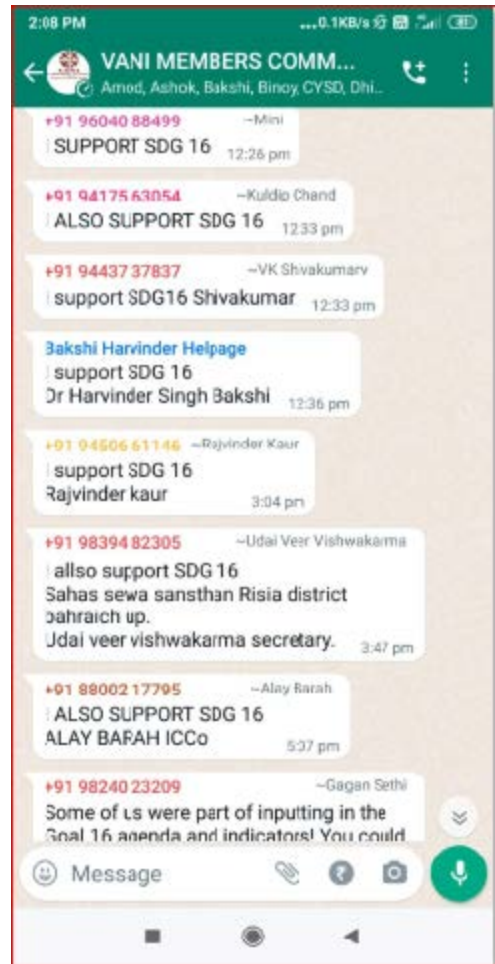 2:08 PM ...0.1KB/s
VANI MEMBERS COMM...
Amod, Ashok, Bakshi, Binoy, CYSD, Dhi...
+91 96040 88499 ~Mini
I SUPPORT SDG 16 12:26 pm
+91 94175 63054 ~Kuldip Chand
I ALSO SUPPORT SDG 16 12:33 pm
+91 94437 37837 ~VK Shivakumarv
I support SDG16 Shivakumar 12:33 pm
Bakshi Harvinder Helpage
I support SDG 16
Dr Harvinder Singh Bakshi 12:36 pm
+91 94506 61146 ~Rajvinder Kaur
I support SDG 16
Rajvinder kaur 3:04 pm
+91 98394 82305 ~Udai Veer Vishwakarma
I allso support SDG 16
Sahas sewa sansthan Risia district
bahraich up.
Udai veer vishwakarma secretary. 3:47 pm
+91 88002 17795 ~Alay Barah
I ALSO SUPPORT SDG 16
ALAY BARAH ICCo 5:37 pm
+91 98240 23209 ~Gagan Sethi
Some of us were part of inputting in the
Goal 16 agenda and indicators! You could
Message